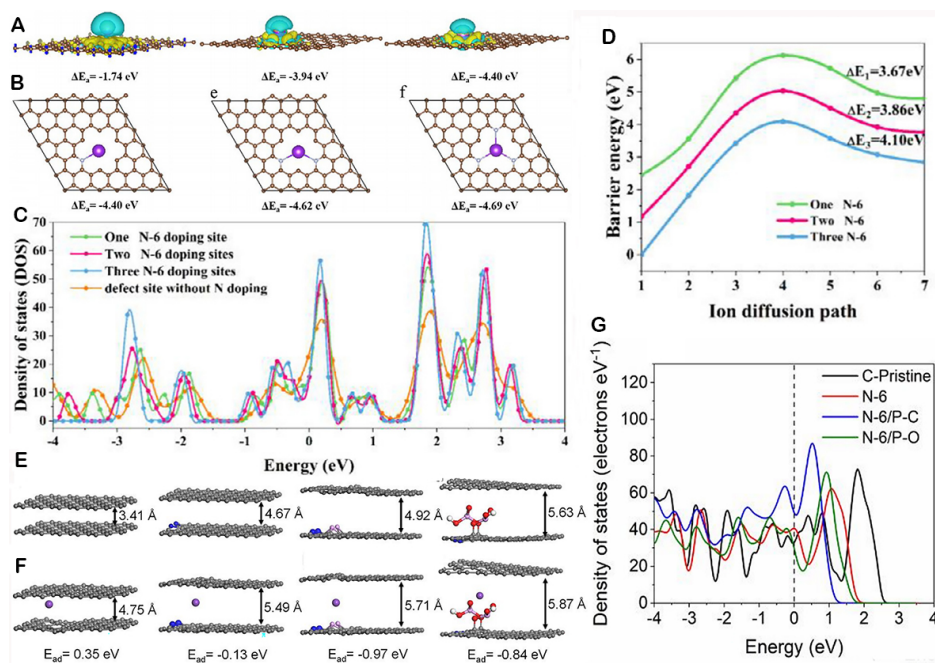 A
ΔEa= -1.74 eV ΔEa= -3.94 eV ΔEa= -4.40 eV
B
e
f
ΔEa= -4.40 eV ΔEa= -4.62 eV ΔEa= -4.69 eV
C
Density of states (DOS)
70
60
50
40
30
20
10
0
One N-6 doping site
Two N-6 doping sites
Three N-6 doping sites
defect site without N doping
-4 -3 -2 -1 0 1 2 3 4
Energy (eV)
D
Barrier energy (eV)
6
5
4
3
2
1
0
ΔE1=3.67eV
ΔE2=3.86eV
ΔE3=4.10eV
One N-6
Two N-6
Three N-6
1 2 3 4 5 6 7
Ion diffusion path
E
3.41 Å 4.67 Å 4.92 Å 5.63 Å
F
4.75 Å 5.49 Å 5.71 Å 5.87 Å
Ead= 0.35 eV Ead= -0.13 eV Ead= -0.97 eV Ead= -0.84 eV
G
Density of states (electrons eV⁻¹)
120
100
80
60
40
20
0
C-Pristine
N-6
N-6/P-C
N-6/P-O
-4 -3 -2 -1 0 1 2 3 4
Energy (eV)